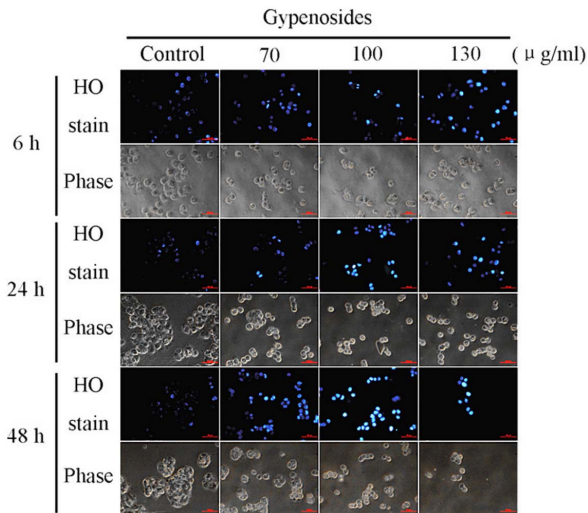 Gypenosides
Control 70 100 130 (μ g/ml)
6 h
HO
stain
Phase
24 h
HO
stain
Phase
48 h
HO
stain
Phase